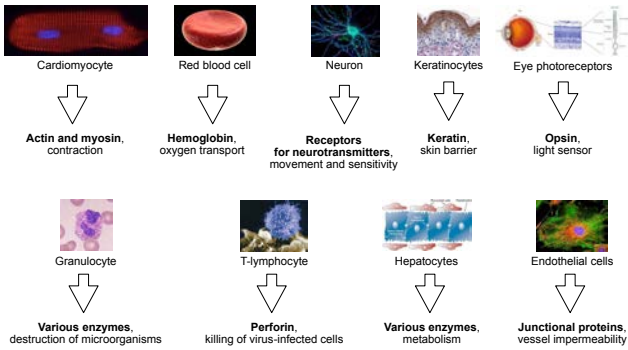 Cardiomyocyte
Red blood cell
Neuron
Keratinocytes
Eye photoreceptors
Actin and myosin,
contraction
Hemoglobin,
oxygen transport
Receptors
for neurotransmitters,
movement and sensitivity
Keratin,
skin barrier
Opsin,
light sensor
Granulocyte
T-lymphocyte
Hepatocytes
Endothelial cells
Various enzymes,
destruction of microorganisms
Perforin,
killing of virus-infected cells
Various enzymes,
metabolism
Junctional proteins,
vessel impermeability